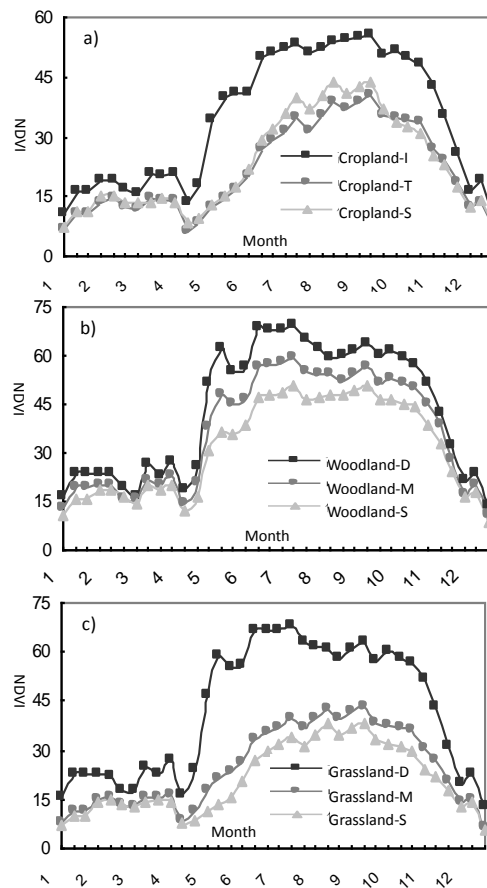 60
a)
45
NDVI
30
Cropland-I
Cropland-T
15
Cropland-S
Month
0
1 2 3 4 5 6 7 8 9 10 11 12
75
b)
60
NDVI
45
30
Woodland-D
Woodland-M
15
Woodland-S
Month
0
1 2 3 4 5 6 7 8 9 10 11 12
75
c)
60
NDVI
45
30
Grassland-D
Grassland-M
15
Grassland-S
Month
0
1 2 3 4 5 6 7 8 9 10 11 12